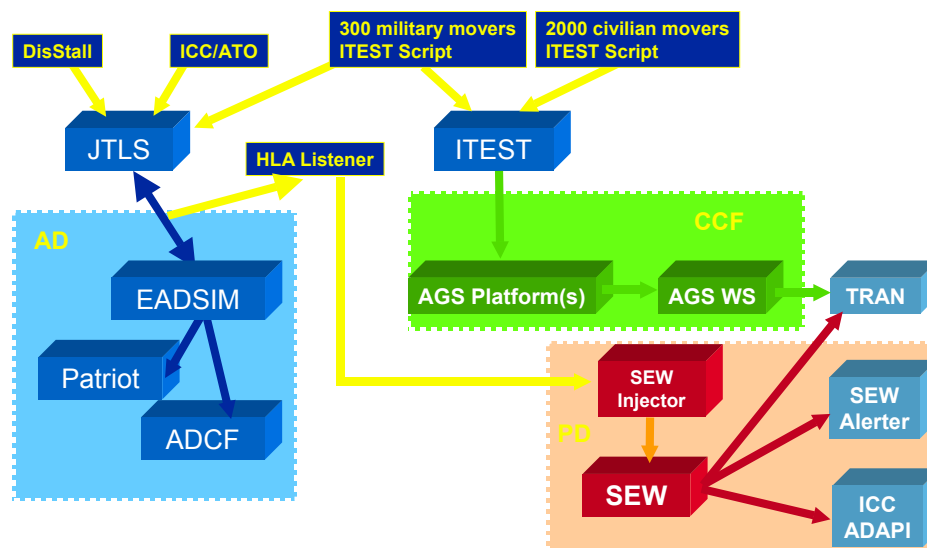 DisStall
ICC/ATO
300 military movers
ITEST Script
2000 civilian movers
ITEST Script
JTLS
HLA Listener
ITEST
AD
CCF
EADSIM
AGS Platform(s)
AGS WS
TRAN
Patriot
SEW
Injector
SEW
Alerter
ADCF
PD
SEW
ICC
ADAPI